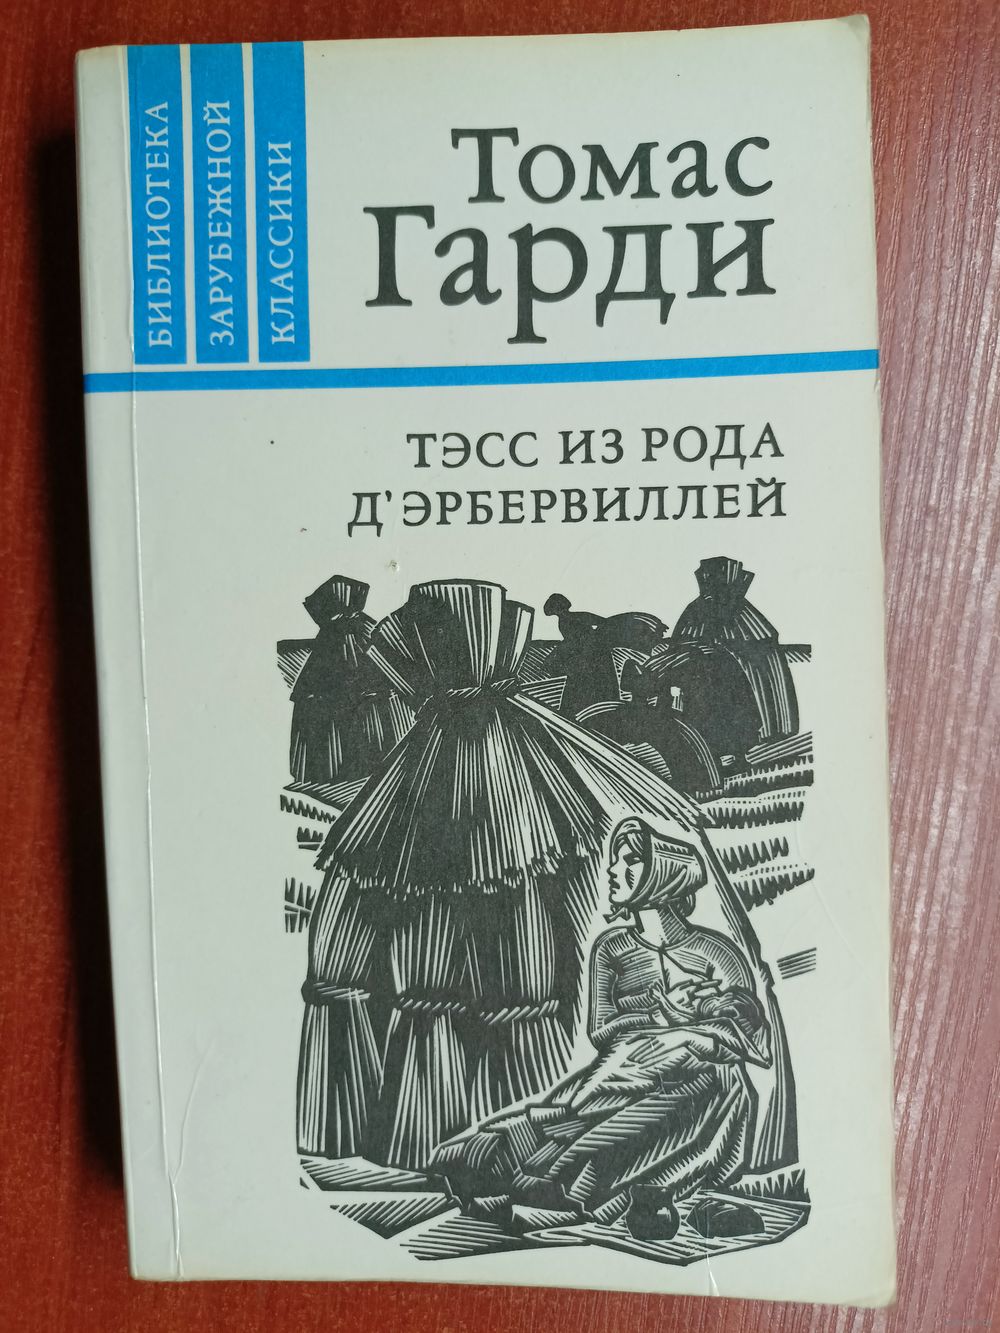 БИБЛИОТЕКА
ЗАРУБЕЖНОЙ
КЛАССИКИ
Томас
Гарди
ТЭСС ИЗ РОДА
Д'ЭРБЕРВИЛЛЕЙ